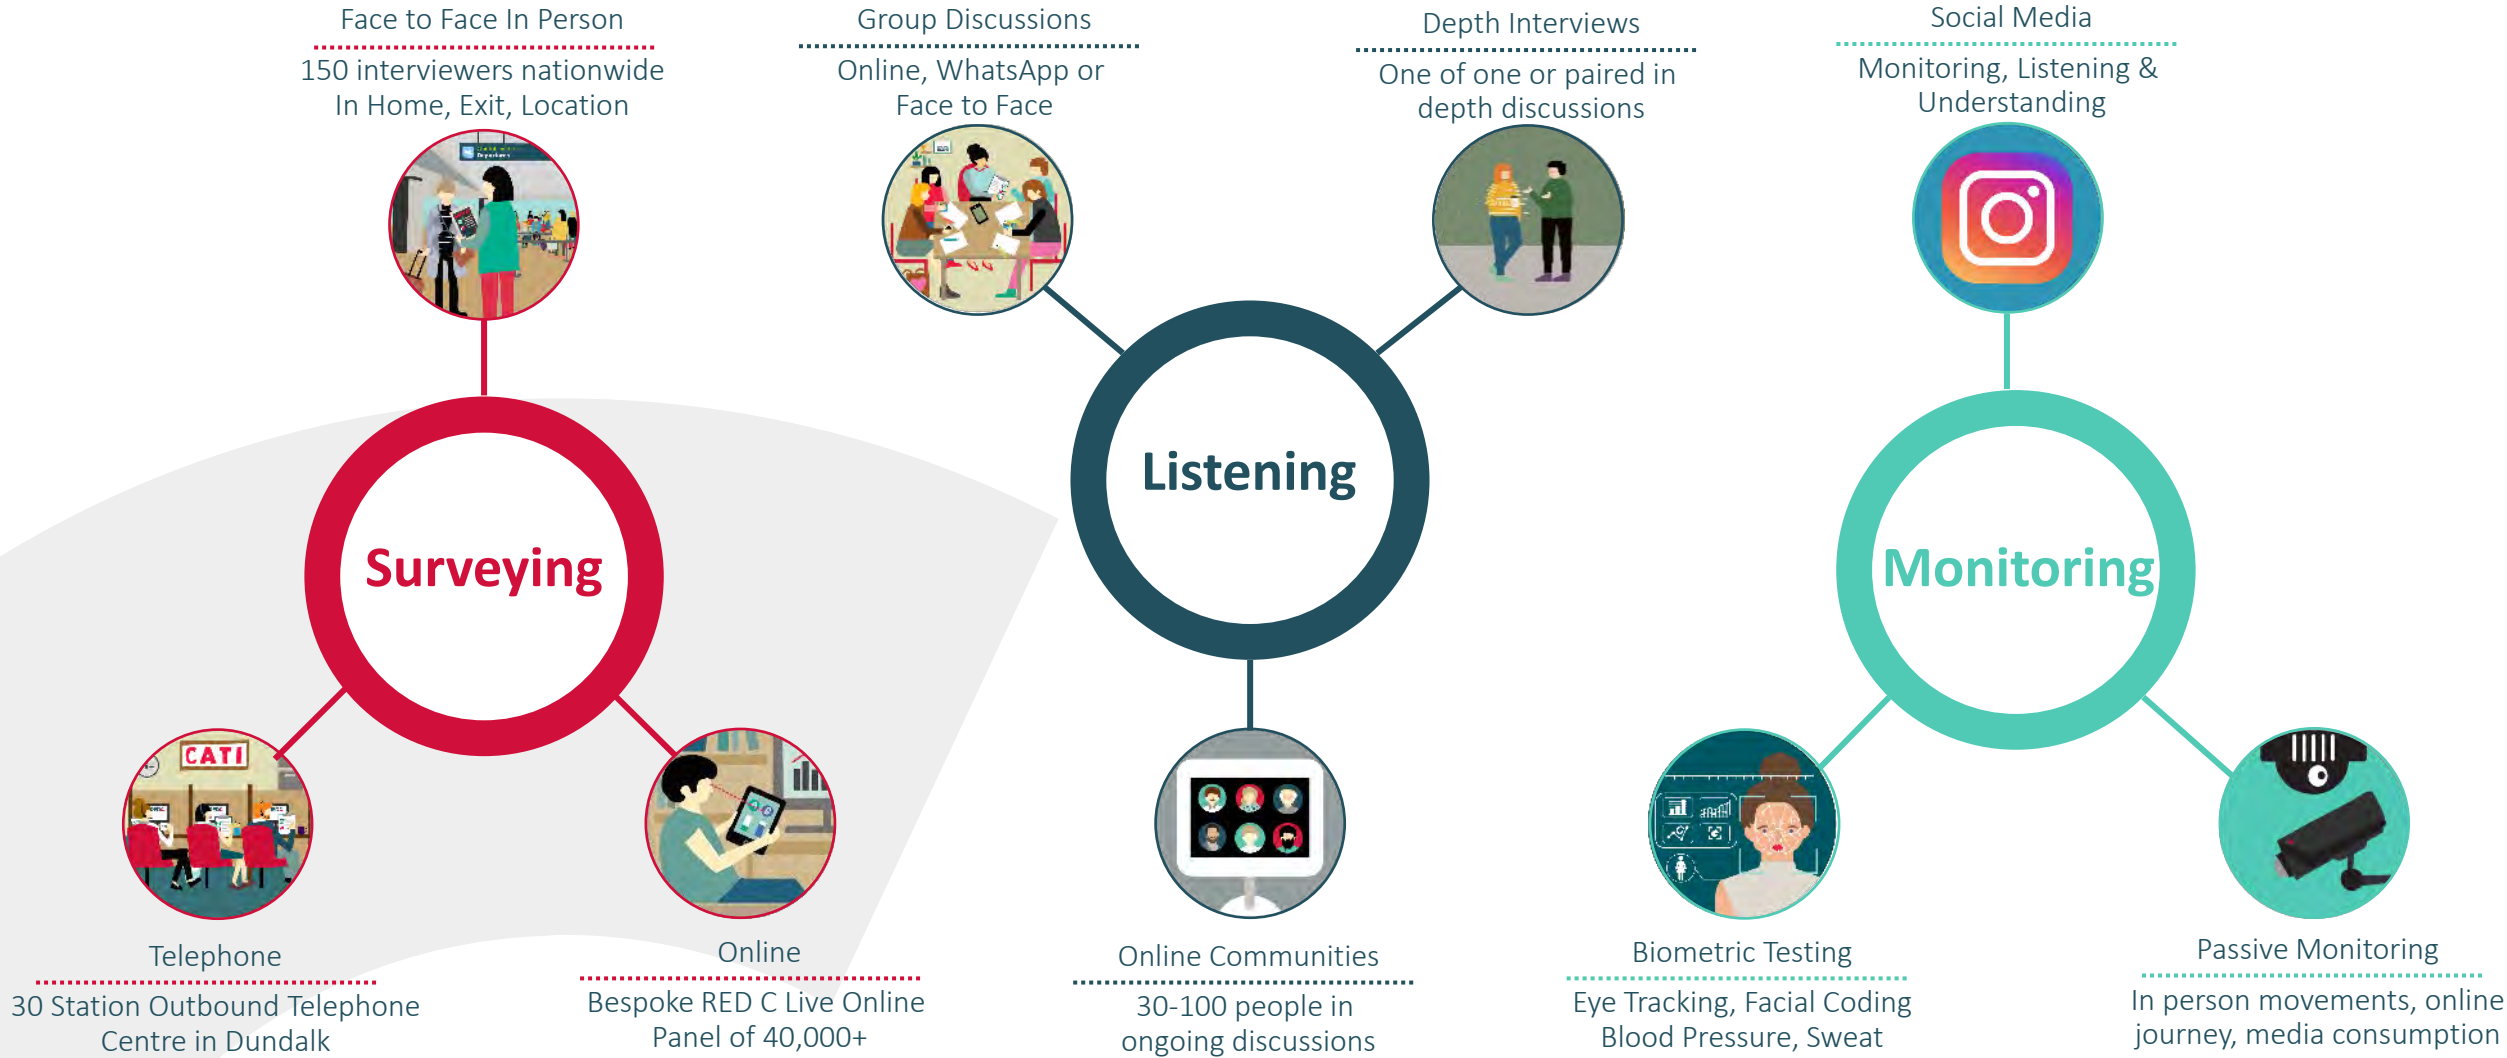 Face to Face In Person
150 interviewers nationwide
In Home, Exit, Location
Group Discussions
Online, WhatsApp or
Face to Face
Depth Interviews
One of one or paired in
depth discussions
Social Media
Monitoring, Listening &
Understanding
Surveying
Listening
Monitoring
CATI
Telephone
30 Station Outbound Telephone
Centre in Dundalk
Online
Bespoke RED C Live Online
Panel of 40,000+
Online Communities
30-100 people in
ongoing discussions
Biometric Testing
Eye Tracking, Facial Coding
Blood Pressure, Sweat
Passive Monitoring
In person movements, online
journey, media consumption